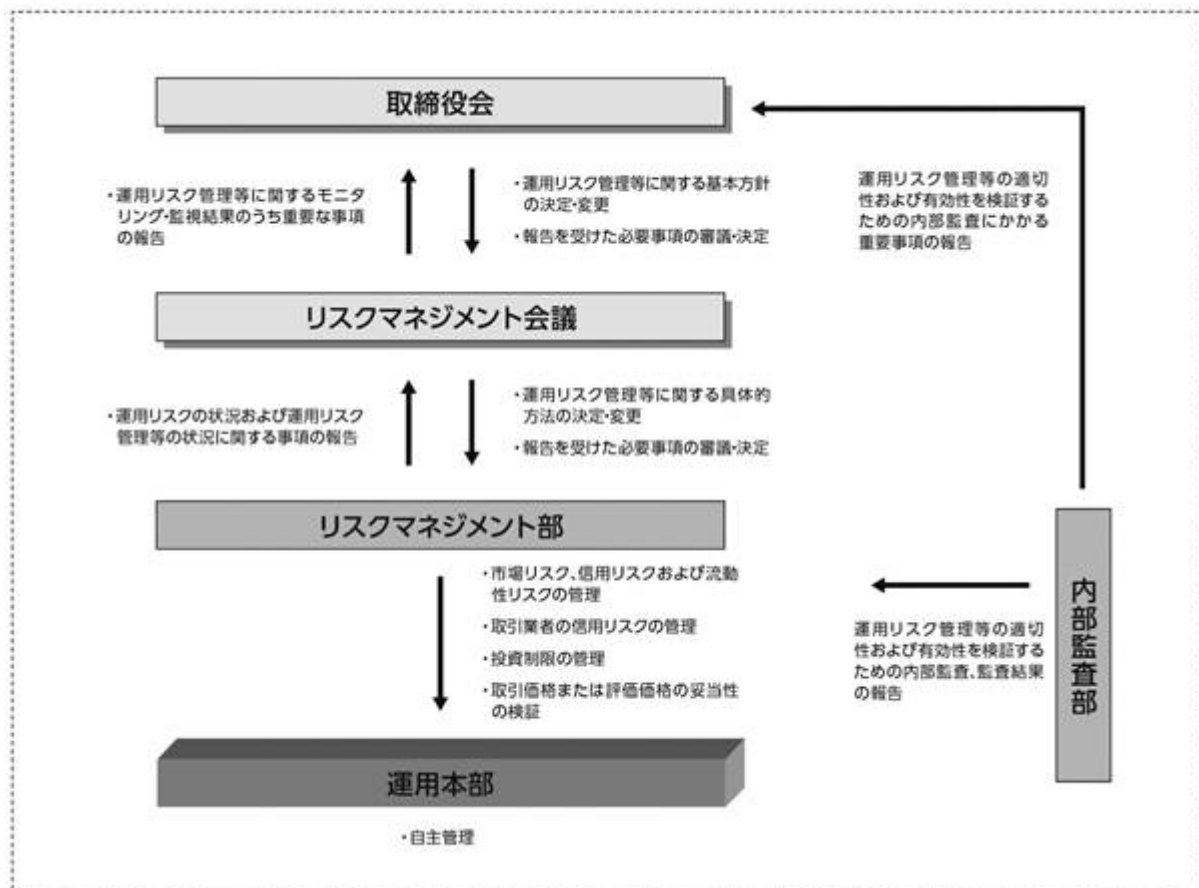 取締役会
・運用リスク管理等に関するモニタ
リング・監視結果のうち重要な事項
の報告
・運用リスク管理等に関する基本方針
の決定・変更
・報告を受けた必要事項の審議・決定
運用リスク管理等の適切
性および有効性を検証する
ための内部監査にかかる
重要事項の報告
リスクマネジメント会議
・運用リスクの状況および運用リスク
管理等の状況に関する事項の報告
・運用リスク管理等に関する具体的
方法の決定・変更
・報告を受けた必要事項の審議・決定
リスクマネジメント部
・市場リスク、信用リスクおよび流動
性リスクの管理
・取引業者の信用リスクの管理
・投資制限の管理
・取引価格または評価価格の妥当性
の検証
運用リスク管理等の適切
性および有効性を検証する
ための内部監査、監査結果
の報告
内部監査部
運用本部
・自主管理